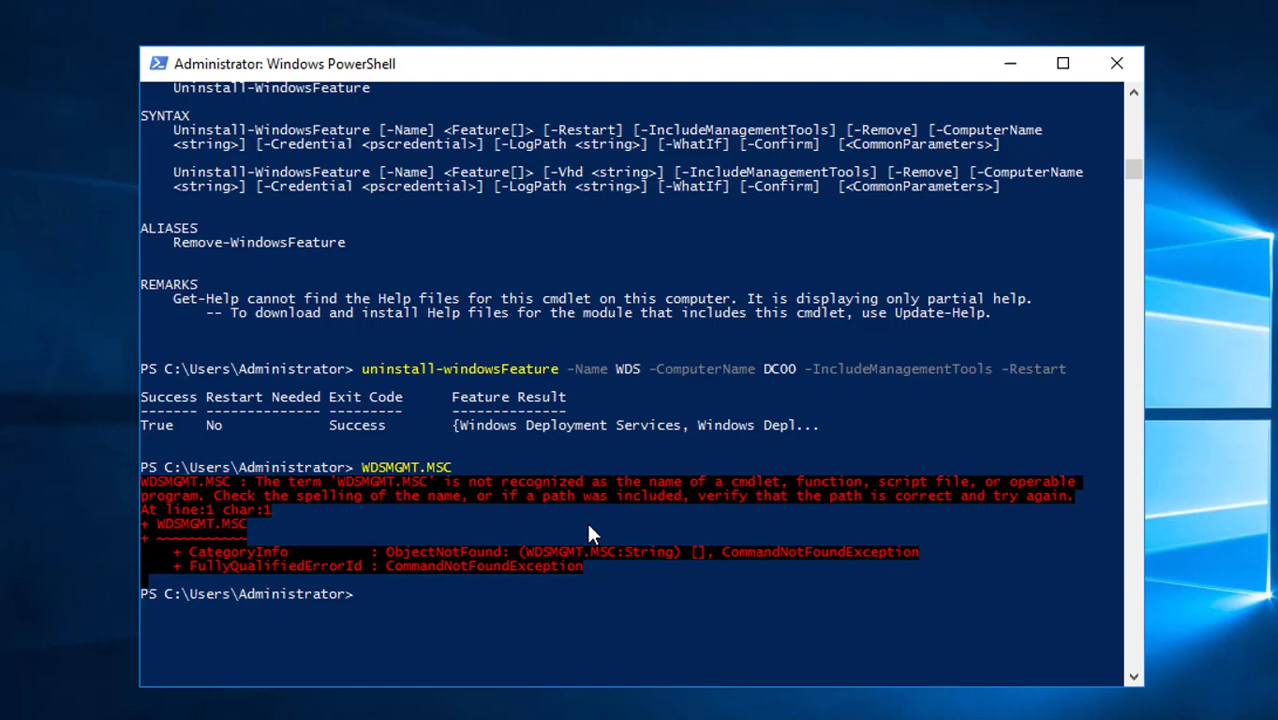 Administrator: Windows PowerShell
Uninstall-WindowsFeature
SYNTAX
Uninstall-WindowsFeature [-Name] <Feature[]> [-Restart] [-IncludeManagementTools] [-Remove] [-ComputerName
<string>] [-Credential <pscredential>] [-LogPath <string>] [-WhatIf] [-Confirm]  [<CommonParameters>]
Uninstall-WindowsFeature [-Name] <Feature[]> [-Vhd <string>] [-IncludeManagementTools] [-Remove] [-ComputerName
<string>] [-Credential <pscredential>] [-LogPath <string>] [-WhatIf] [-Confirm]  [<CommonParameters>]
ALIASES
Remove-WindowsFeature
REMARKS
Get-Help cannot find the Help files for this cmdlet on this computer. It is displaying only partial help.
-- To download and install Help files for the module that includes this cmdlet, use Update-Help.
PS C:\Users\Administrator> uninstall-windowsFeature -Name WDS -ComputerName DC00 -IncludeManagementTools -Restart
Success Restart Needed Exit Code      Feature Result
------- -------------- ---------      --------------
True    No             Success        {Windows Deployment Services, Windows Depl...
PS C:\Users\Administrator> WDSMGMT.MSC
WDSMGMT.MSC : The term 'WDSMGMT.MSC' is not recognized as the name of a cmdlet, function, script file, or operable
program. Check the spelling of the name, or if a path was included, verify that the path is correct and try again.
At line:1 char:1
+ WDSMGMT.MSC
+ ~~~~~~~~~~~
+ CategoryInfo          : ObjectNotFound: (WDSMGMT.MSC:String) [], CommandNotFoundException
+ FullyQualifiedErrorId : CommandNotFoundException
PS C:\Users\Administrator>